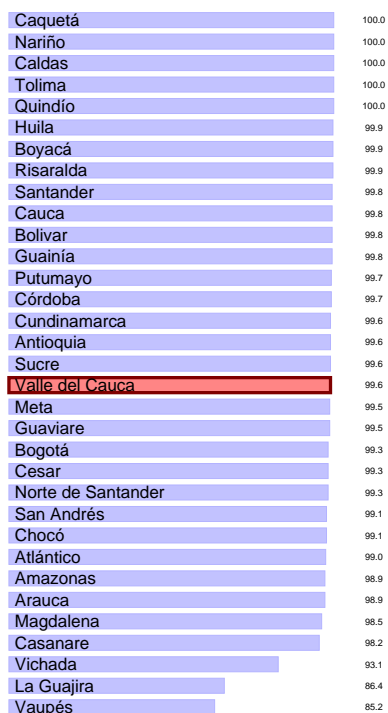 Caquetá 100.0
Nariño 100.0
Caldas 100.0
Tolima 100.0
Quindío 100.0
Huila 99.9
Boyacá 99.9
Risaralda 99.9
Santander 99.8
Cauca 99.8
Bolivar 99.8
Guainía 99.8
Putumayo 99.7
Córdoba 99.7
Cundinamarca 99.6
Antioquia 99.6
Sucre 99.6
Valle del Cauca 99.6
Meta 99.5
Guaviare 99.5
Bogotá 99.3
Cesar 99.3
Norte de Santander 99.3
San Andrés 99.1
Chocó 99.1
Atlántico 99.0
Amazonas 98.9
Arauca 98.9
Magdalena 98.5
Casanare 98.2
Vichada 93.1
La Guajira 86.4
Vaupés 85.2